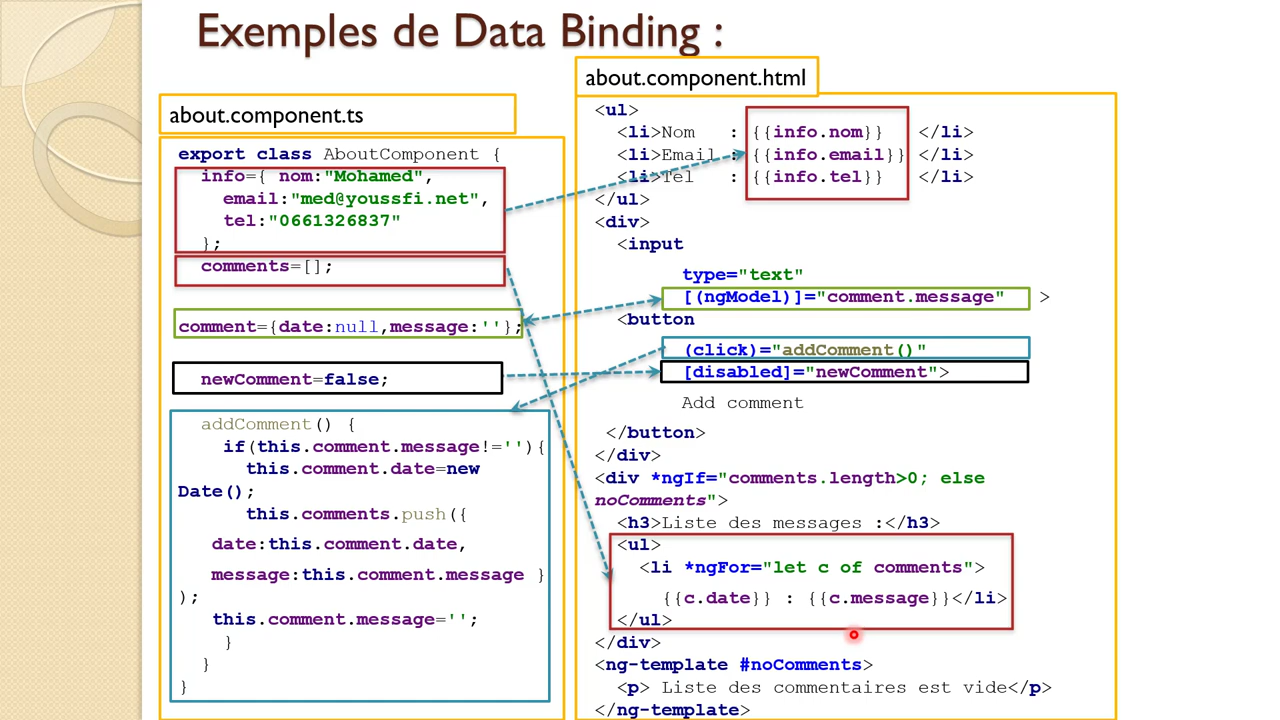 Exemples de Data Binding :
about.component.ts
export class AboutComponent {
info={ nom:"Mohamed",
email:"med@youssfi.net",
tel:"0661326837"
};
comments=[];
comment={date:null,message:''};
newComment=false;
addComment() {
if(this.comment.message!=''){
this.comment.date=new
Date();
this.comments.push({
date:this.comment.date,
message:this.comment.message }
);
this.comment.message='';
}
}
}
about.component.html
<ul>
<li>Nom : {{info.nom}} </li>
<li>Email : {{info.email}} </li>
<li>Tel : {{info.tel}} </li>
</ul>
<div>
<input
type="text"
[(ngModel)]="comment.message" >
<button
(click)="addComment()"
[disabled]="newComment">
Add comment
</button>
</div>
<div *ngIf="comments.length>0; else
noComments">
<h3>Liste des messages :</h3>
<ul>
<li *ngFor="let c of comments">
{{c.date}} : {{c.message}}</li>
</ul>
</div>
<ng-template #noComments>
<p> Liste des commentaires est vide</p>
</ng-template>